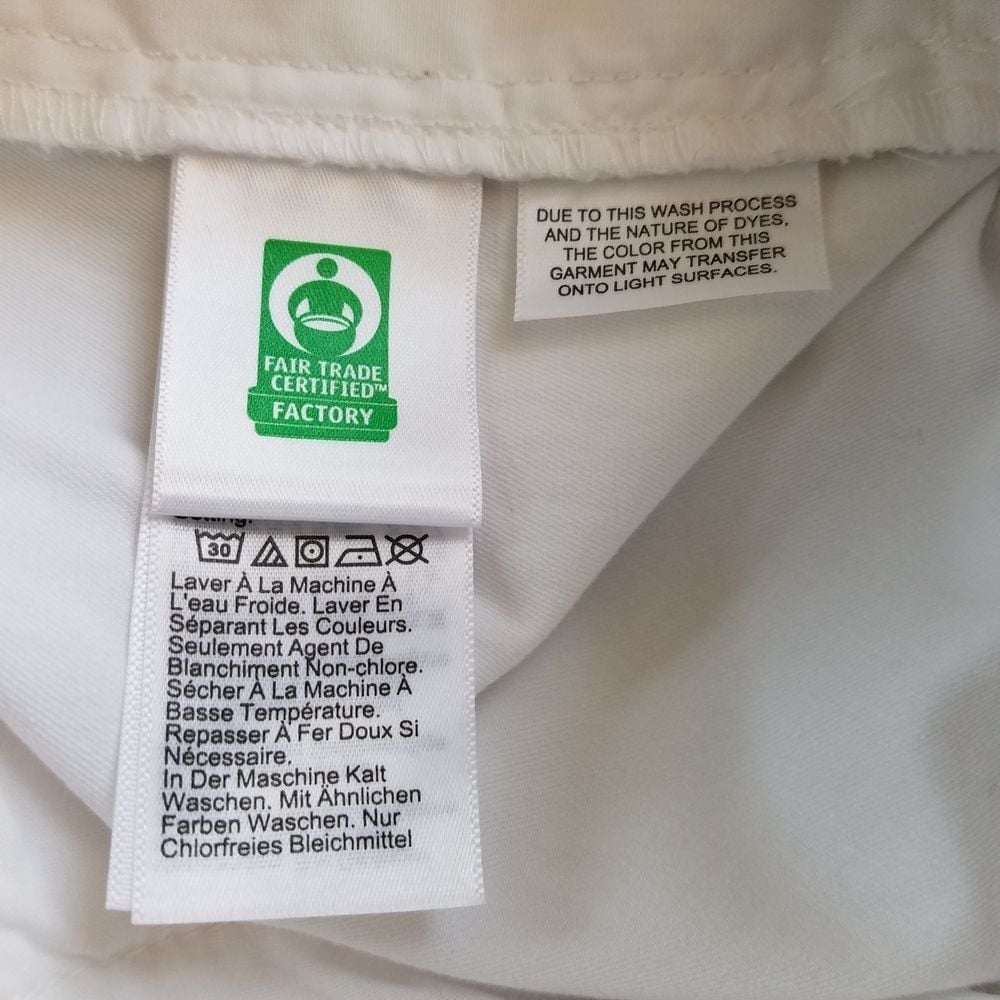 FAIR TRADE
CERTIFIED™
FACTORY
DUE TO THIS WASH PROCESS
AND THE NATURE OF DYES,
THE COLOR FROM THIS
GARMENT MAY TRANSFER
ONTO LIGHT SURFACES.
30
Laver À La Machine À
L'eau Froide. Laver En
Séparant Les Couleurs.
Seulement Agent De
Blanchiment Non-chlore.
Sécher À La Machine À
Basse Température.
Repasser À Fer Doux Si
Nécessaire.
In Der Maschine Kalt
Waschen. Mit Ähnlichen
Farben Waschen. Nur
Chlorfreies Bleichmittel